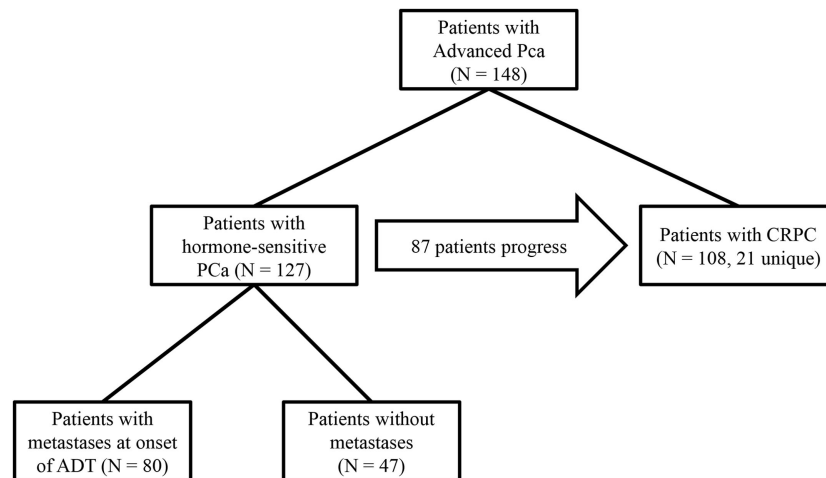 Patients with
Advanced Pca
(N = 148)
Patients with
hormone-sensitive
PCa (N = 127)
87 patients progress
Patients with CRPC
(N = 108, 21 unique)
Patients with
metastases at onset
of ADT (N = 80)
Patients without
metastases
(N = 47)